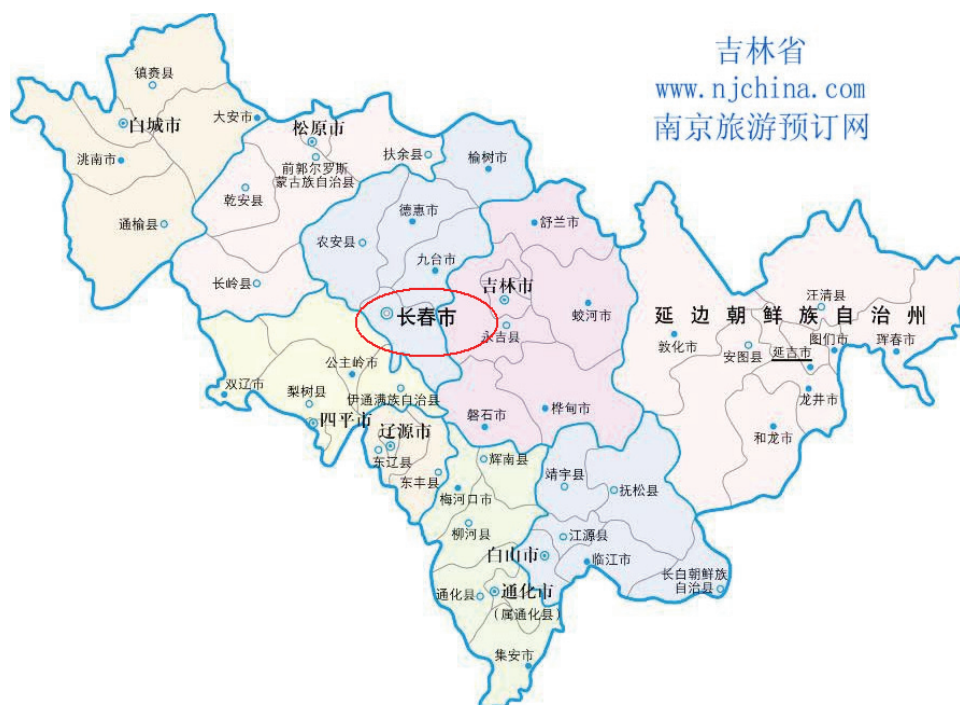 吉林省
www.njchina.com
南京旅游预订网
镇赉县
白城市
大安市
洮南市
通榆县
松原市
前郭尔罗斯
蒙古族自治县
扶余县
乾安县
长岭县
榆树市
德惠市
农安县
九台市
长春市
舒兰市
吉林市
永吉县
蛟河市
磐石市
桦甸市
延边朝鲜族自治州
汪清县
敦化市
安图县
图们市
延吉市
珲春市
龙井市
和龙市
双辽市
公主岭市
梨树县
伊通满族自治县
四平市
辽源市
东辽县
东丰县
辉南县
梅河口市
柳河县
靖宇县
抚松县
江源县
白山市
临江市
长白朝鲜族
自治县
通化县
通化市
(属通化县)
集安市